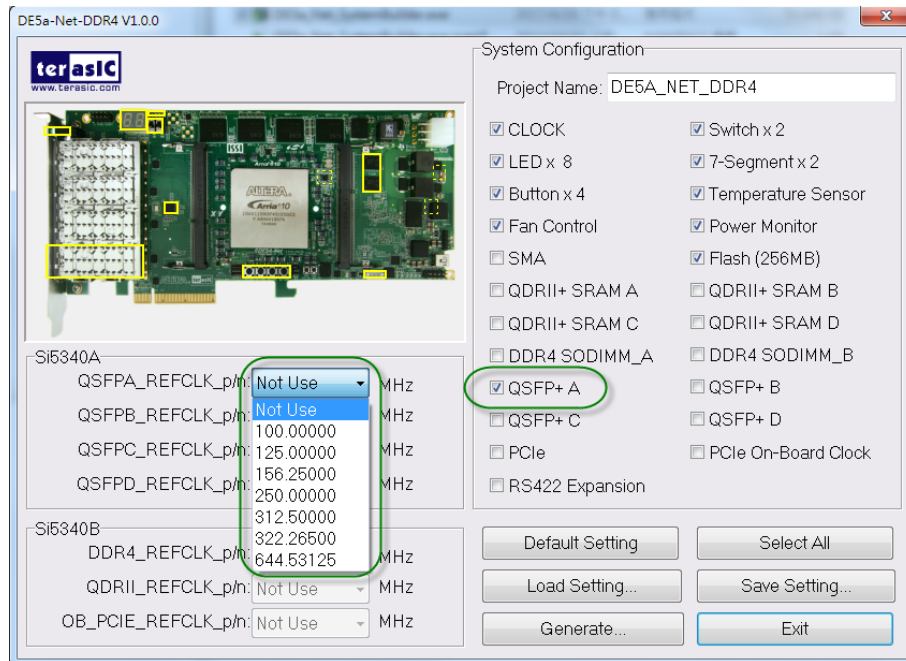 DE5a-Net-DDR4 V1.0.0
terasIC
www.terasic.com
ISSI
ALTERA
Arria 10
System Configuration
Project Name: DE5A_NET_DDR4
CLOCK
Switch x 2
LED x 8
7-Segment x 2
Button x 4
Temperature Sensor
Fan Control
Power Monitor
SMA
Flash (256MB)
QDRII+ SRAM A
QDRII+ SRAM B
QDRII+ SRAM C
QDRII+ SRAM D
DDR4 SODIMM_A
DDR4 SODIMM_B
QSFP+ A
QSFP+ B
QSFP+ C
QSFP+ D
PCIe
PCIe On-Board Clock
RS422 Expansion
Si5340A
QSFPA_REFCLK_p/n: Not Use MHz
QSFPB_REFCLK_p/n: MHz
QSFPC_REFCLK_p/n: MHz
QSFPD_REFCLK_p/n: MHz
Not Use
100.00000
125.00000
156.25000
250.00000
312.50000
322.26500
644.53125
Si5340B
DDR4_REFCLK_p/n: MHz
QDRII_REFCLK_p/n: Not Use MHz
OB_PCIE_REFCLK_p/n: Not Use MHz
Default Setting
Select All
Load Setting...
Save Setting...
Generate...
Exit